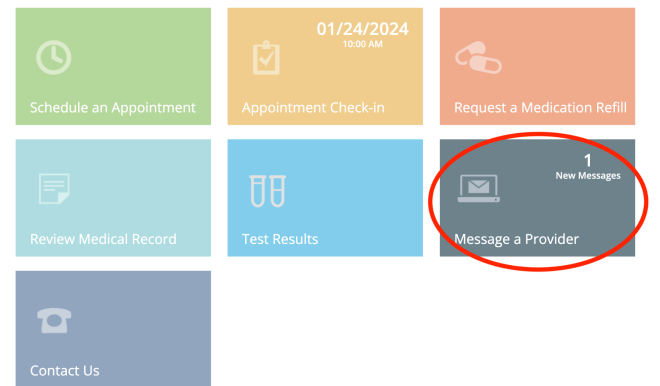 01/24/2024
10:00 AM
Schedule an Appointment
Appointment Check-in
Request a Medication Refill
1
New Messages
Review Medical Record
Test Results
Message a Provider
Contact Us